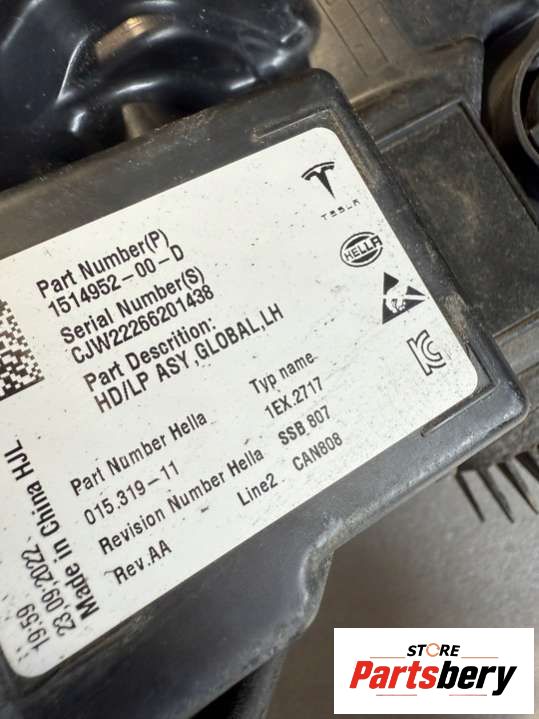 TESLA
HELLA
Part Number(P)
1514952-00-D
Serial Number(S)
CJW22266201438
Part Descrition:
HD/LP ASY,GLOBAL,LH
Part Number Hella
015.319-11
Typ name
1EX.2717
Revision Number Hella
Rev.AA
SSB 807
Line2 CAN808
Made in China HJL
23,09,2022
19:59
STORE
Partsbery